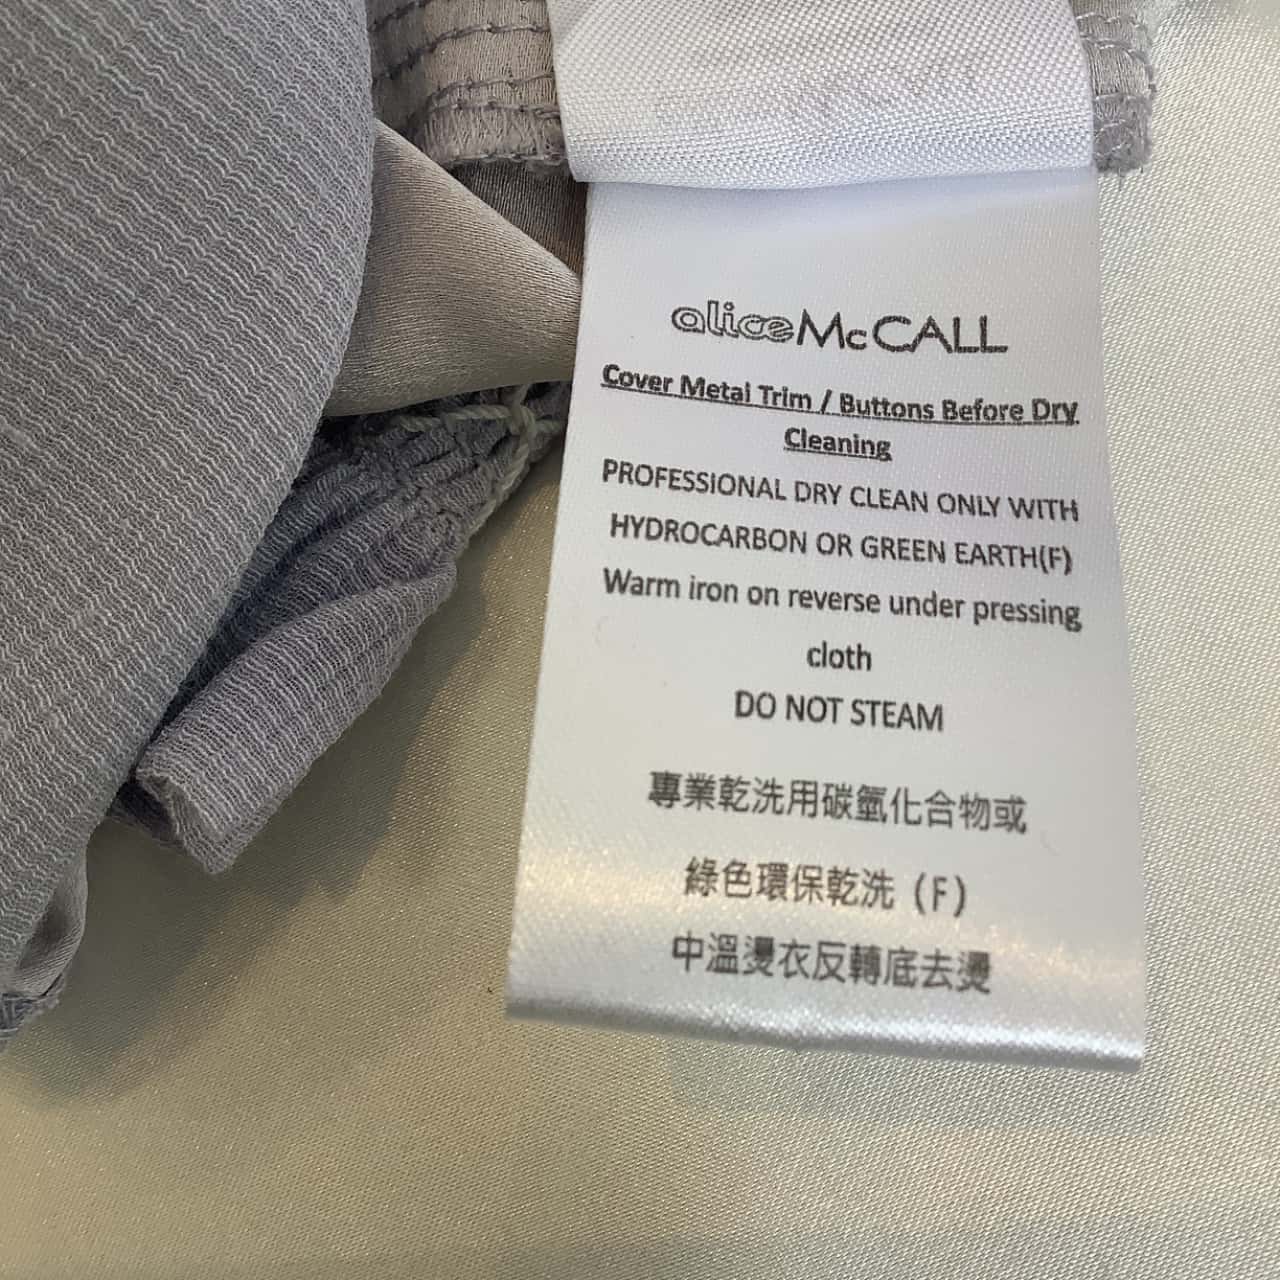 alice McCALL
Cover Metal Trim / Buttons Before Dry
Cleaning
PROFESSIONAL DRY CLEAN ONLY WITH
HYDROCARBON OR GREEN EARTH(F)
Warm iron on reverse under pressing
cloth
DO NOT STEAM
專業乾洗用碳氫化合物或
綠色環保乾洗 (F)
中溫燙衣反轉底去燙